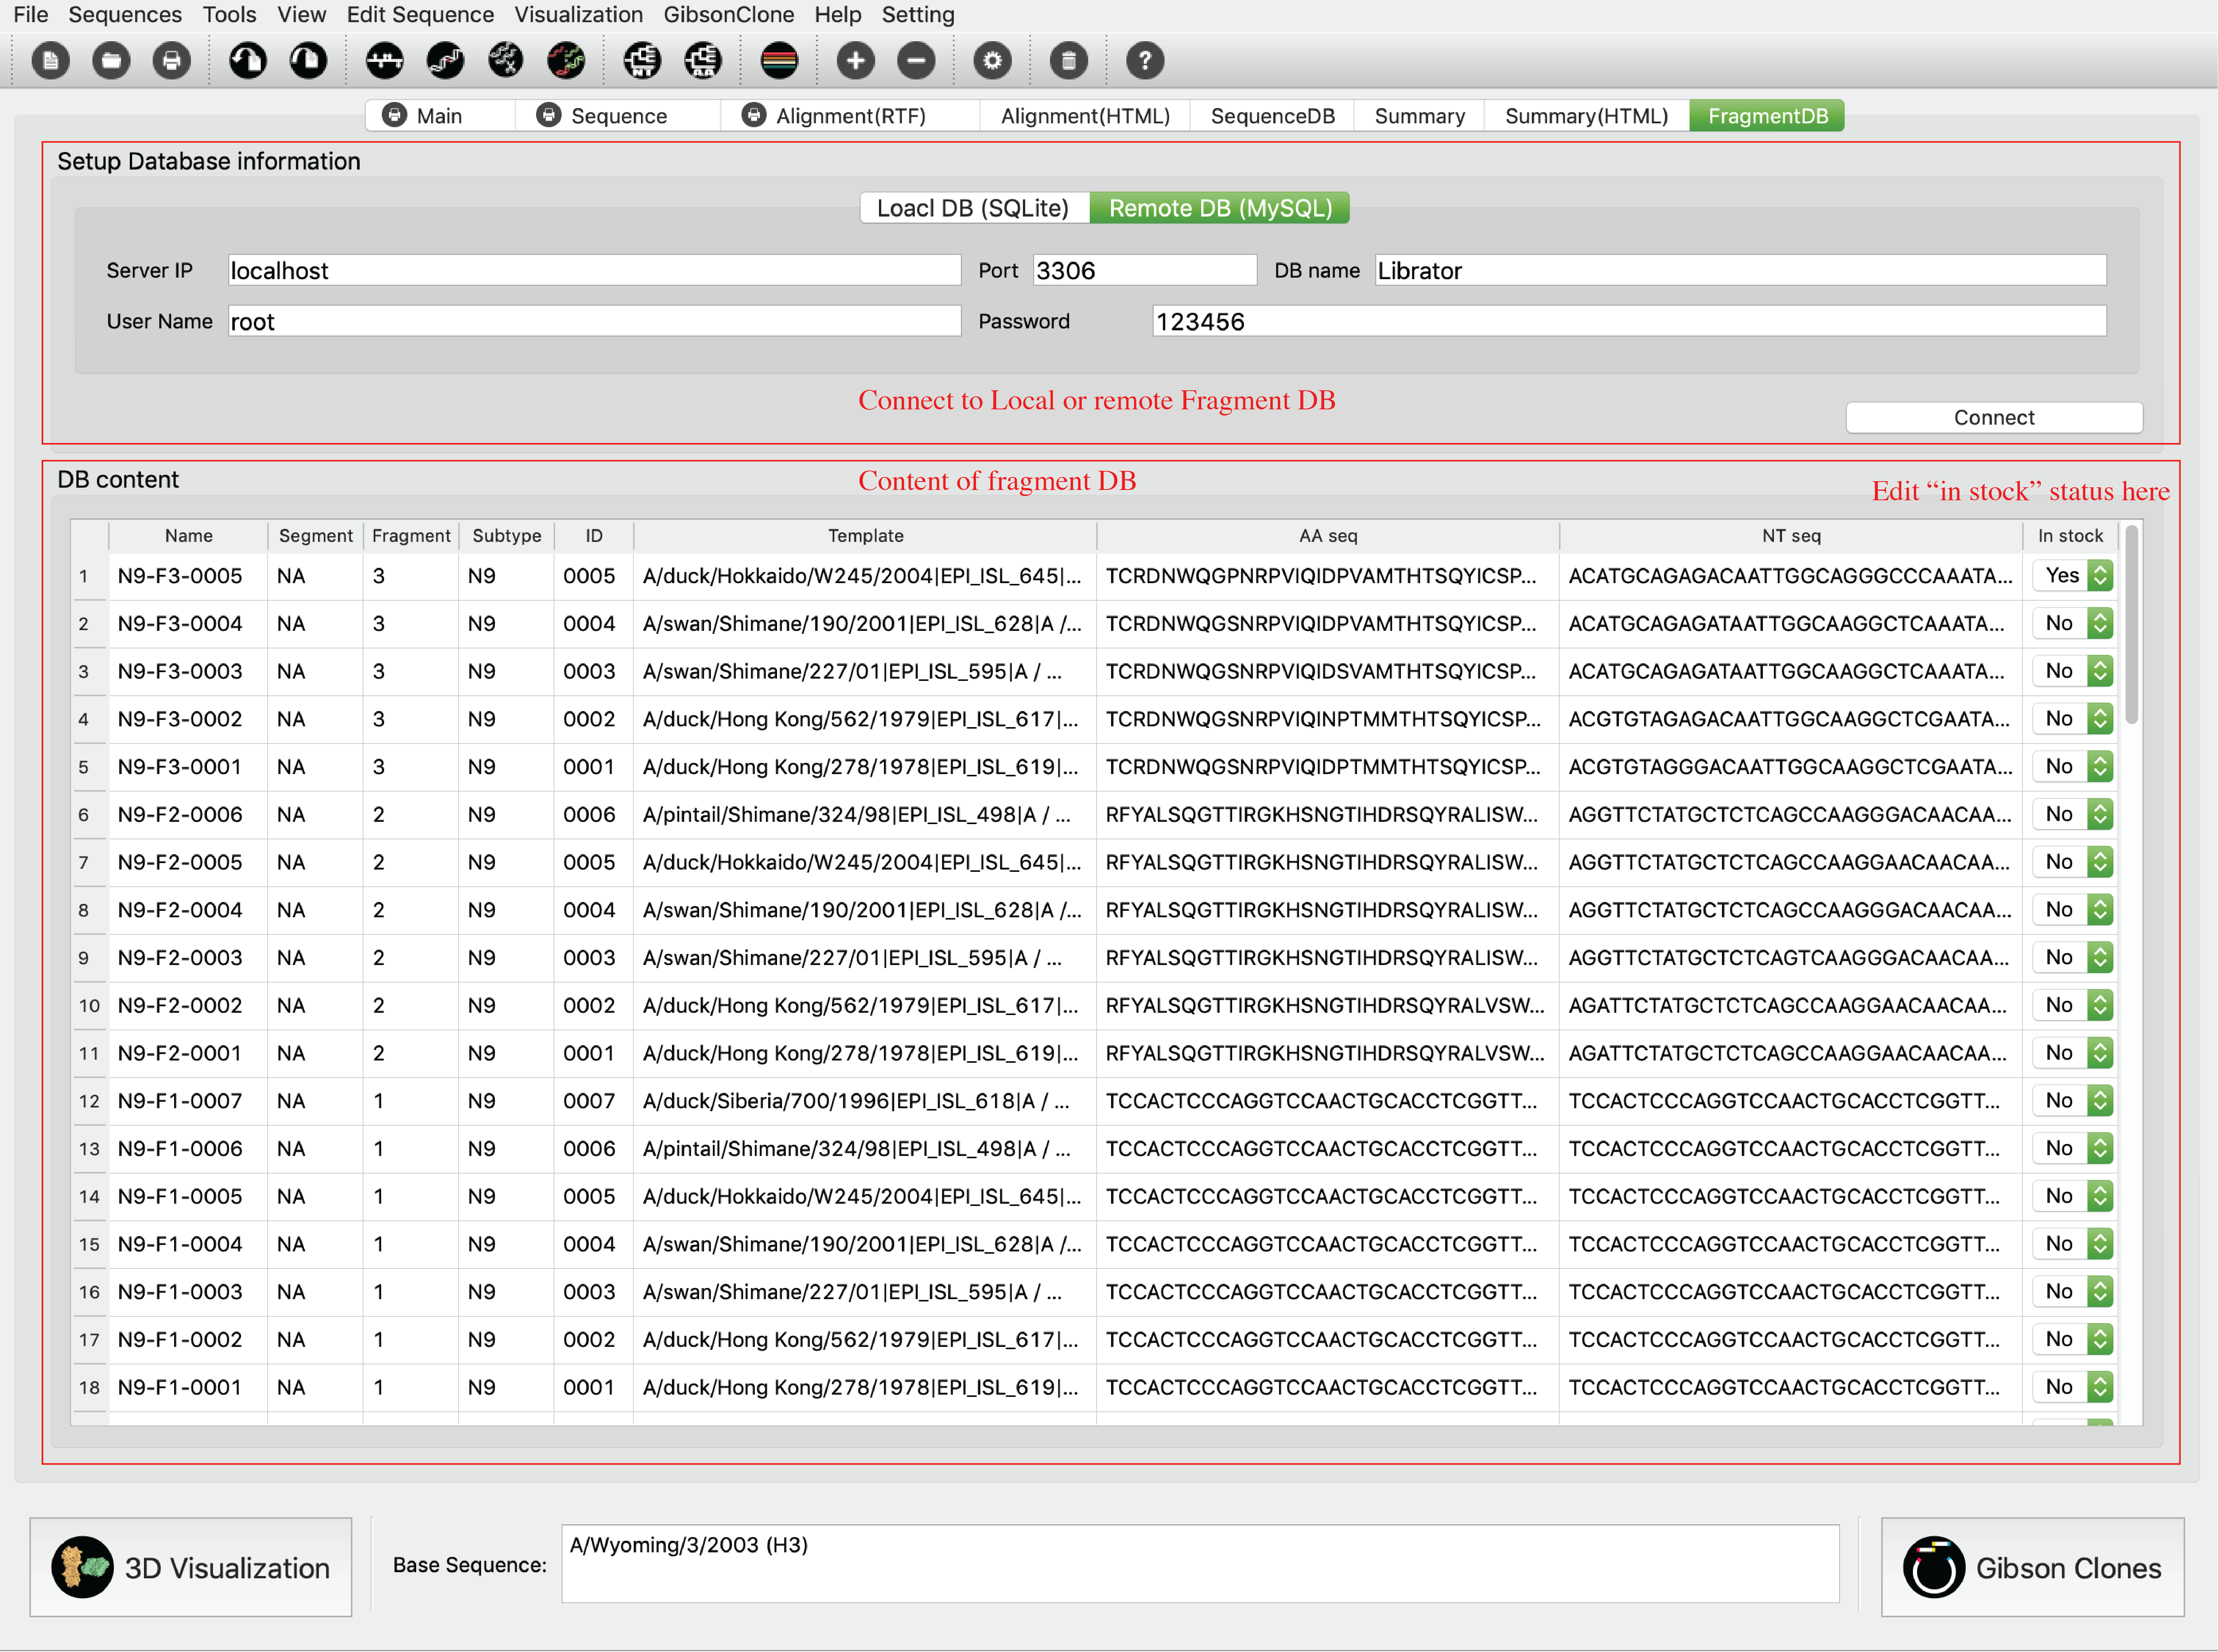 File Sequences Tools View Edit Sequence Visualization GibsonClone Help Setting
NT AA ?
Main Sequence Alignment(RTF) Alignment(HTML) SequenceDB Summary Summary(HTML) FragmentDB
Setup Database information
Loacl DB (SQLite) Remote DB (MySQL)
Server IP localhost Port 3306 DB name Librator
User Name root Password 123456
Connect to Local or remote Fragment DB
Connect
DB content Content of fragment DB
Edit “in stock” status here
Name Segment Fragment Subtype ID Template AA seq NT seq In stock
1 N9-F3-0005 NA 3 N9 0005 A/duck/Hokkaido/W245/2004|EPI_ISL_645|... TCRDNWQGPNRPVIQIDPVAMTHTSQYICSP... ACATGCAGAGACAATTGGCAGGGCCCAAATA... Yes
2 N9-F3-0004 NA 3 N9 0004 A/swan/Shimane/190/2001|EPI_ISL_628|A /... TCRDNWQGSNRPVIQIDPVAMTHTSQYICSP... ACATGCAGAGATAATTGGCAAGGCTCAAATA... No
3 N9-F3-0003 NA 3 N9 0003 A/swan/Shimane/227/01|EPI_ISL_595|A / ... TCRDNWQGSNRPVIQIDSVAMTHTSQYICSP... ACATGCAGAGATAATTGGCAAGGCTCAAATA... No
4 N9-F3-0002 NA 3 N9 0002 A/duck/Hong Kong/562/1979|EPI_ISL_617|... TCRDNWQGSNRPVIQINPTMMTHTSQYICSP... ACGTGTAGAGACAATTGGCAAGGCTCGAATA... No
5 N9-F3-0001 NA 3 N9 0001 A/duck/Hong Kong/278/1978|EPI_ISL_619|... TCRDNWQGSNRPVIQIDPTMMTHTSQYICSP... ACGTGTAGGGACAATTGGCAAGGCTCGAATA... No
6 N9-F2-0006 NA 2 N9 0006 A/pintail/Shimane/324/98|EPI_ISL_498|A / ... RFYALSQGTTIRGKHSNGTIHDRSQYRALISW... AGGTTCTATGCTCTCAGCCAAGGGACAACAA... No
7 N9-F2-0005 NA 2 N9 0005 A/duck/Hokkaido/W245/2004|EPI_ISL_645|... RFYALSQGTTIRGKHSNGTIHDRSQYRALISW... AGGTTCTATGCTCTCAGCCAAGGAACAACAA... No
8 N9-F2-0004 NA 2 N9 0004 A/swan/Shimane/190/2001|EPI_ISL_628|A /... RFYALSQGTTIRGKHSNGTIHDRSQYRALISW... AGGTTCTATGCTCTCAGCCAAGGGACAACAA... No
9 N9-F2-0003 NA 2 N9 0003 A/swan/Shimane/227/01|EPI_ISL_595|A / ... RFYALSQGTTIRGKHSNGTIHDRSQYRALISW... AGGTTCTATGCTCTCAGTCAAGGGACAACAA... No
10 N9-F2-0002 NA 2 N9 0002 A/duck/Hong Kong/562/1979|EPI_ISL_617|... RFYALSQGTTIRGKHSNGTIHDRSQYRALVSW... AGATTCTATGCTCTCAGCCAAGGAACAACAA... No
11 N9-F2-0001 NA 2 N9 0001 A/duck/Hong Kong/278/1978|EPI_ISL_619|... RFYALSQGTTIRGKHSNGTIHDRSQYRALVSW... AGATTCTATGCTCTCAGCCAAGGAACAACAA... No
12 N9-F1-0007 NA 1 N9 0007 A/duck/Siberia/700/1996|EPI_ISL_618|A / ... TCCACTCCCAGGTCCAACTGCACCTCGGTT... TCCACTCCCAGGTCCAACTGCACCTCGGTT... No
13 N9-F1-0006 NA 1 N9 0006 A/pintail/Shimane/324/98|EPI_ISL_498|A / ... TCCACTCCCAGGTCCAACTGCACCTCGGTT... TCCACTCCCAGGTCCAACTGCACCTCGGTT... No
14 N9-F1-0005 NA 1 N9 0005 A/duck/Hokkaido/W245/2004|EPI_ISL_645|... TCCACTCCCAGGTCCAACTGCACCTCGGTT... TCCACTCCCAGGTCCAACTGCACCTCGGTT... No
15 N9-F1-0004 NA 1 N9 0004 A/swan/Shimane/190/2001|EPI_ISL_628|A /... TCCACTCCCAGGTCCAACTGCACCTCGGTT... TCCACTCCCAGGTCCAACTGCACCTCGGTT... No
16 N9-F1-0003 NA 1 N9 0003 A/swan/Shimane/227/01|EPI_ISL_595|A / ... TCCACTCCCAGGTCCAACTGCACCTCGGTT... TCCACTCCCAGGTCCAACTGCACCTCGGTT... No
17 N9-F1-0002 NA 1 N9 0002 A/duck/Hong Kong/562/1979|EPI_ISL_617|... TCCACTCCCAGGTCCAACTGCACCTCGGTT... TCCACTCCCAGGTCCAACTGCACCTCGGTT... No
18 N9-F1-0001 NA 1 N9 0001 A/duck/Hong Kong/278/1978|EPI_ISL_619|... TCCACTCCCAGGTCCAACTGCACCTCGGTT... TCCACTCCCAGGTCCAACTGCACCTCGGTT... No
3D Visualization Base Sequence: A/Wyoming/3/2003 (H3) Gibson Clones